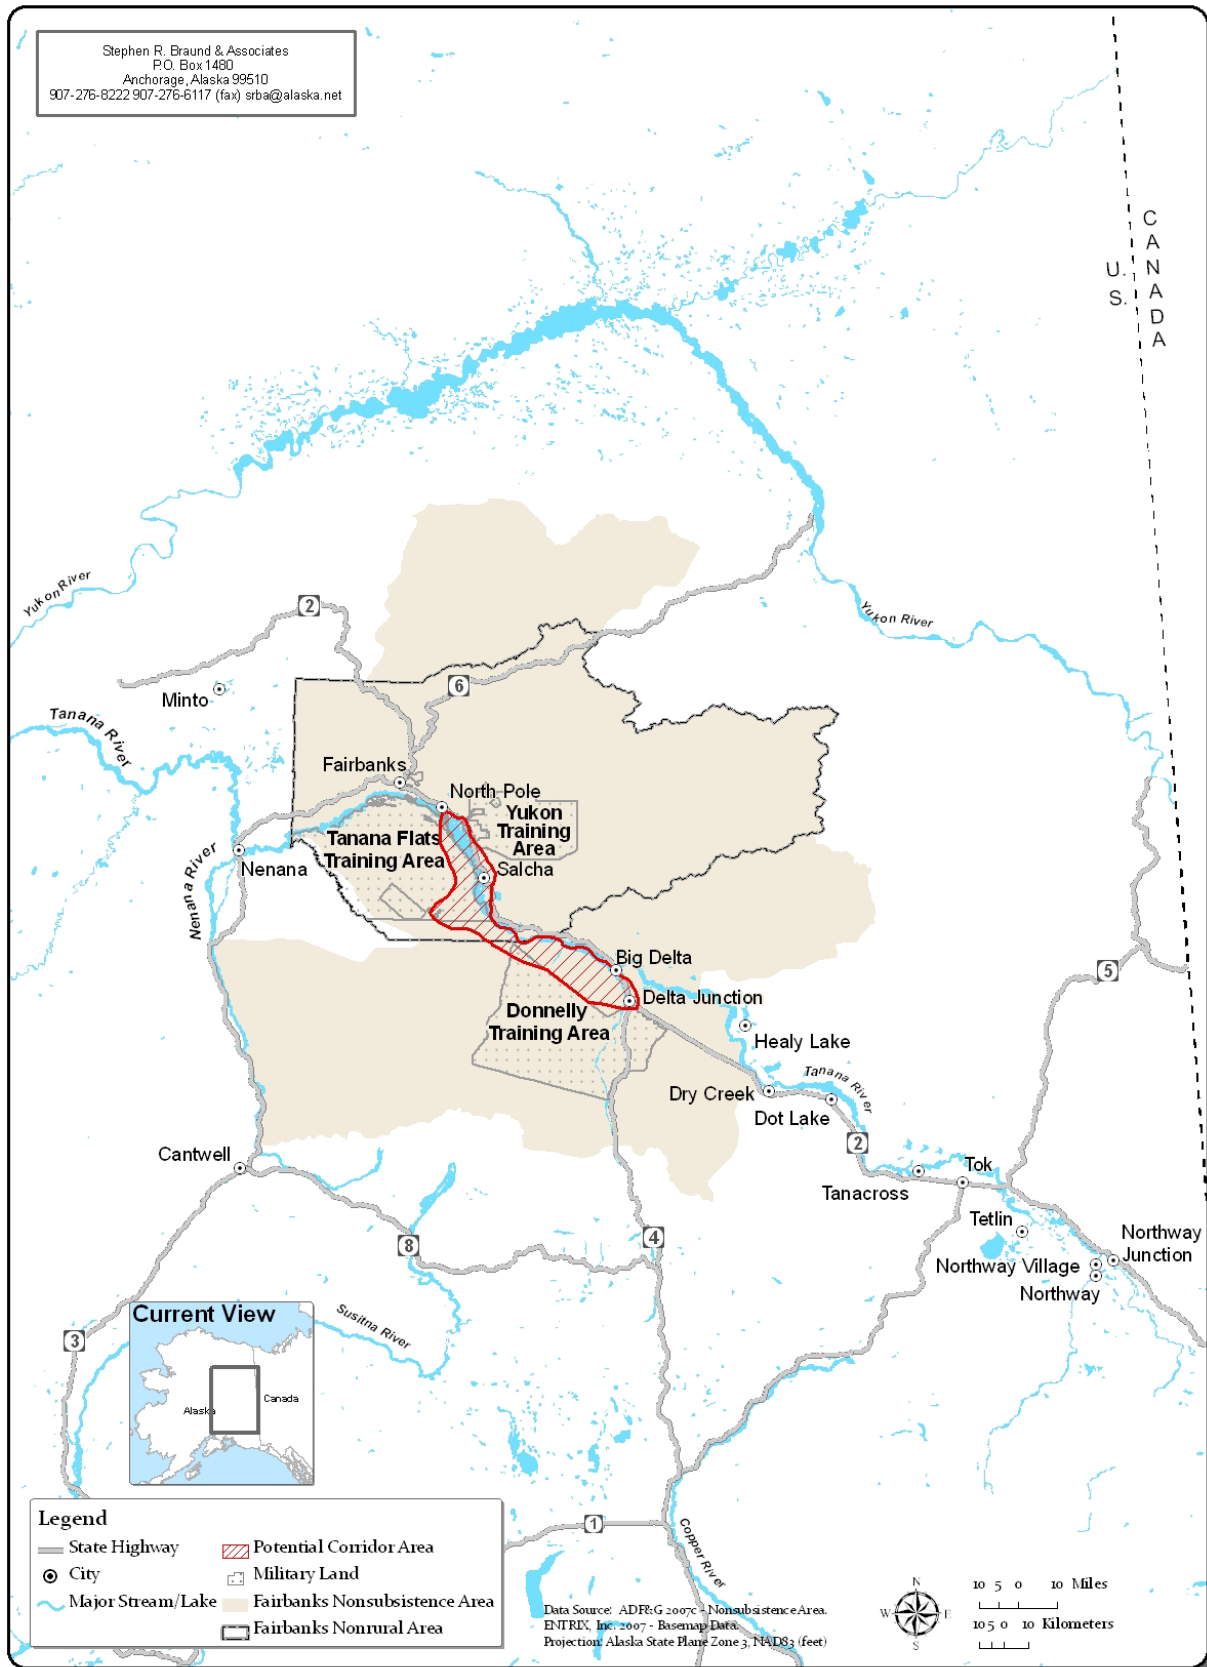 Stephen R. Braund & Associates
P.O. Box 1480
Anchorage, Alaska 99510
907-276-8222 907-276-6117 (fax) srba@alaska.net
CANADA
U.S.
Yukon River
2
Yukon River
Minto
6
Tanana River
Fairbanks
North Pole
Yukon
Training
Area
Tanana Flats
Training Area
Nenana River
Nenana
Salcha
Big Delta
5
Delta Junction
Donnelly
Training Area
Healy Lake
Tanana River
Dry Creek
Dot Lake
2
Cantwell
Tok
Tanacross
Tetlin
Northway
Junction
8
4
Northway Village
Northway
Current View
Susitna River
3
Alaska
Canada
Legend
State Highway
City
Major Stream/Lake
Potential Corridor Area
Military Land
Fairbanks Nonsubsistence Area
Fairbanks Nonrural Area
1
Copper River
Data Source: ADF&G 2007c - Nonsubsistence Area.
ENTRIX, Inc. 2007 - Basemap Data.
Projection: Alaska State Plane Zone 3, NAD83 (feet)
N
W E
S
10 5 0 10 Miles
10 5 0 10 Kilometers